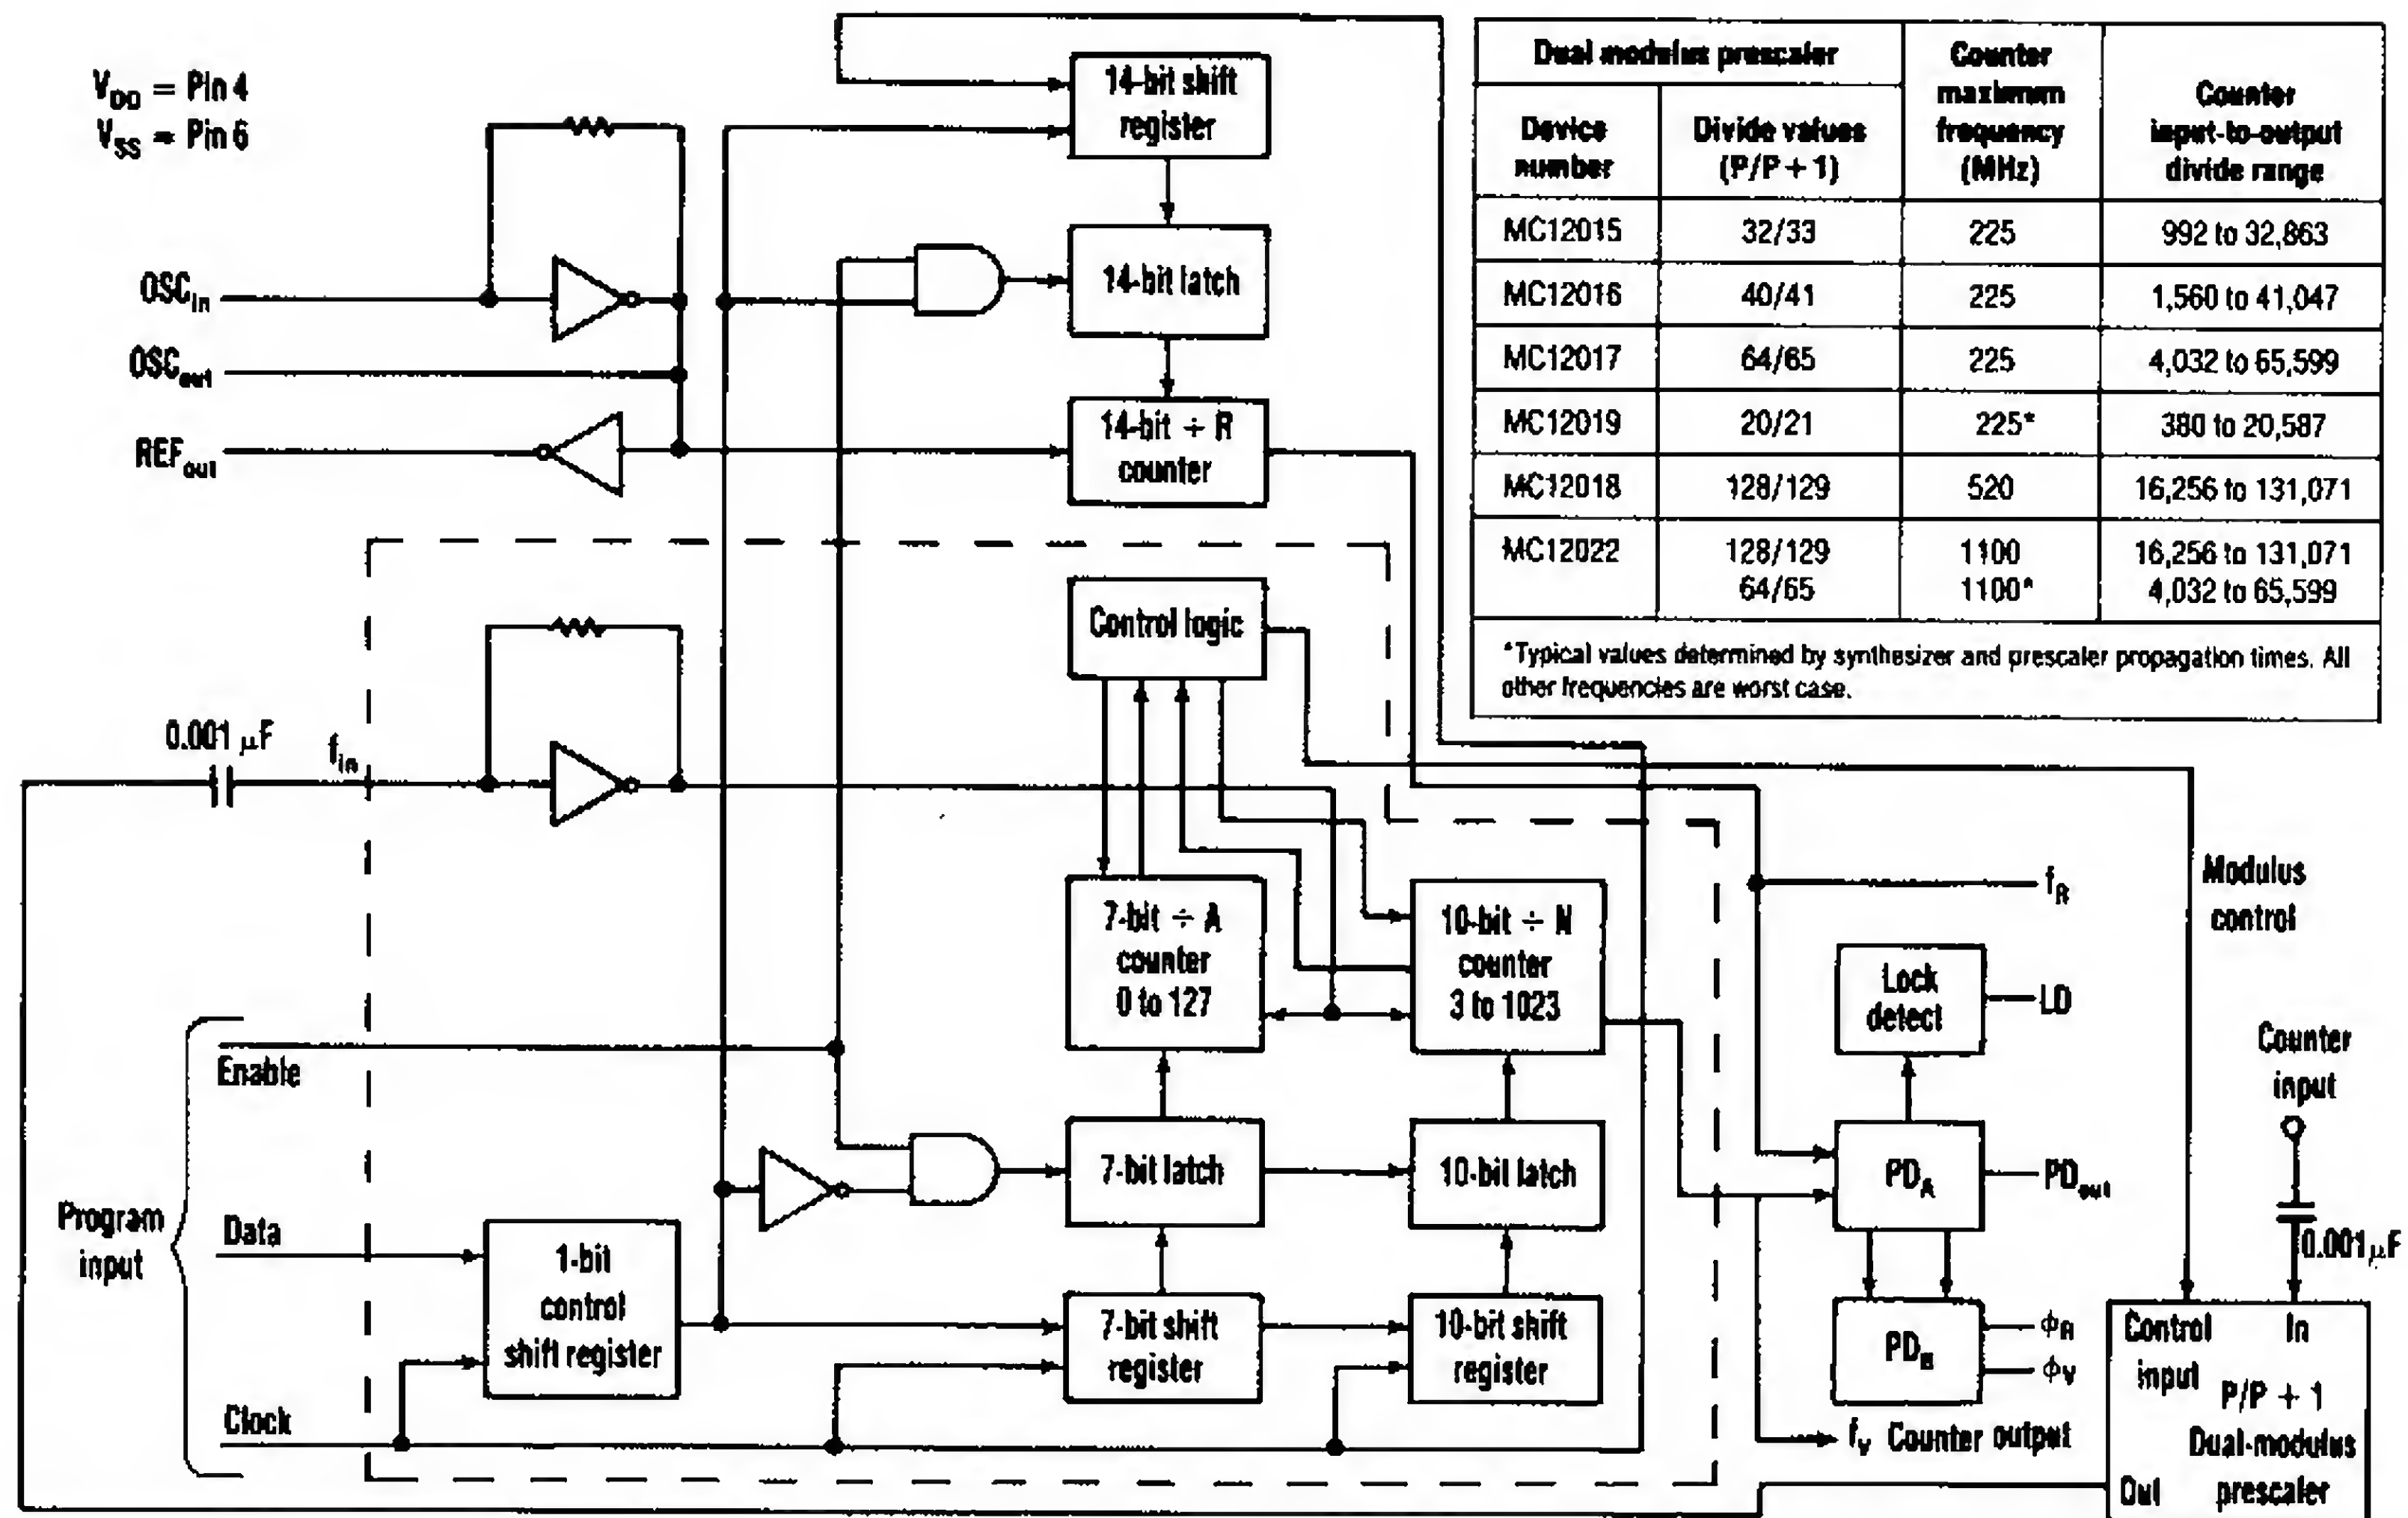 V_DD = Pin 4
V_SS = Pin 6
OSC_in
OSC_out
REF_out
14-bit shift
register
14-bit latch
14-bit ÷ R
counter
Dual modulus prescaler
Counter
maximum
frequency
(MHz)
Counter
input-to-output
divide range
Device
number
Divide values
(P/P + 1)
MC12015 32/33 225 992 to 32,863
MC12016 40/41 225 1,560 to 41,047
MC12017 64/65 225 4,032 to 65,599
MC12019 20/21 225* 380 to 20,587
MC12018 128/129 520 16,256 to 131,071
MC12022 128/129 1100 16,256 to 131,071
64/65 1100* 4,032 to 65,599
*Typical values determined by synthesizer and prescaler propagation times. All
other frequencies are worst case.
Control logic
0.001 μF
f_in
7-bit ÷ A
counter
0 to 127
10-bit ÷ N
counter
3 to 1023
f_R
Modulus
control
Lock
detect
LD
Counter
input
0.001 μF
Enable
7-bit latch
10-bit latch
PD_A
PD_out
Program
input
Data
1-bit
control
shift register
7-bit shift
register
10-bit shift
register
PD_B
ϕ_R
ϕ_V
Clock
f_V Counter output
Control
input
In
P/P + 1
Dual-modulus
prescaler
Out